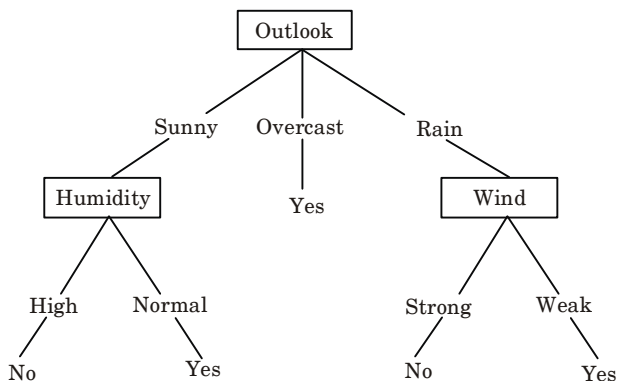 Outlook
Sunny Overcast Rain
Humidity Yes Wind
High Normal Strong Weak
No Yes No Yes